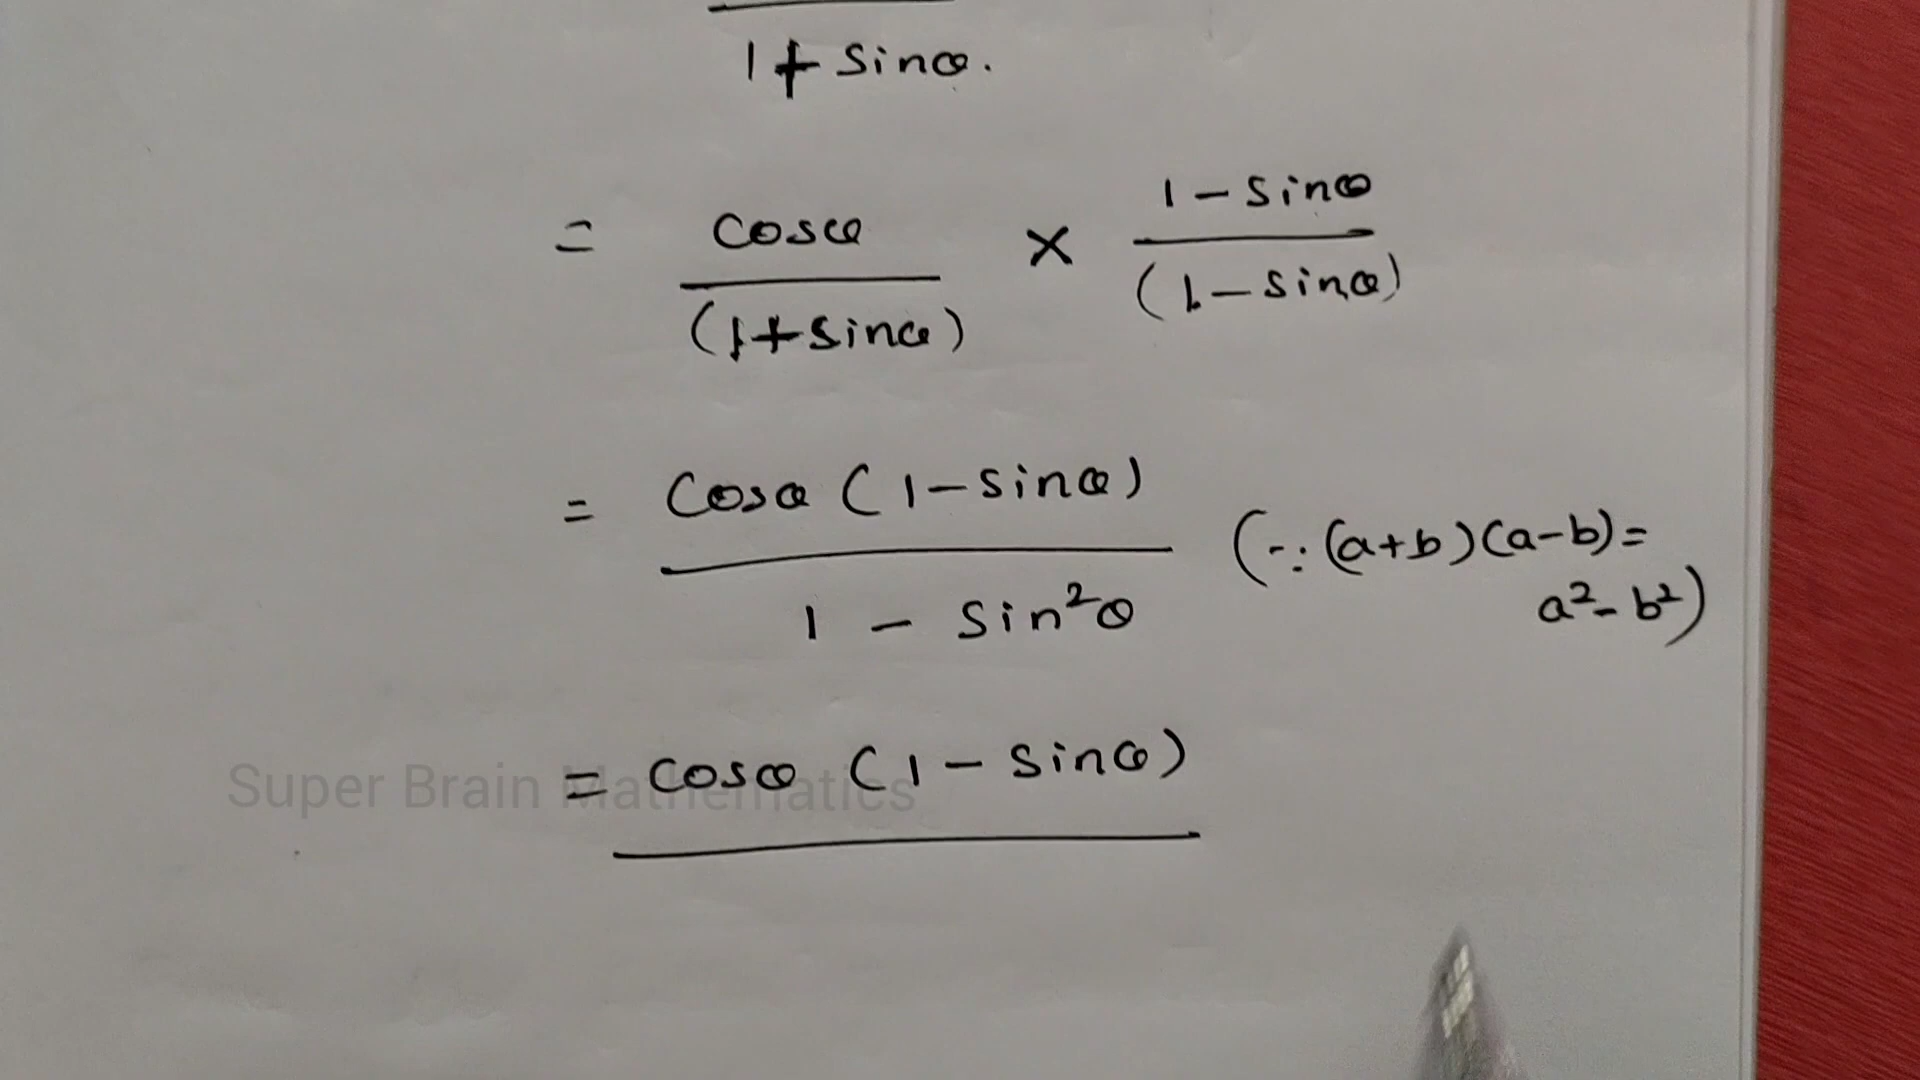 1 + sinθ.
= cosθ / (1+sinθ) × 1 - sinθ / (1-sinθ)
= cosθ (1-sinθ) / 1 - sin²θ (∵ (a+b)(a-b) = a² - b²)
= cosθ (1 - sinθ)
Super Brain Mathematics